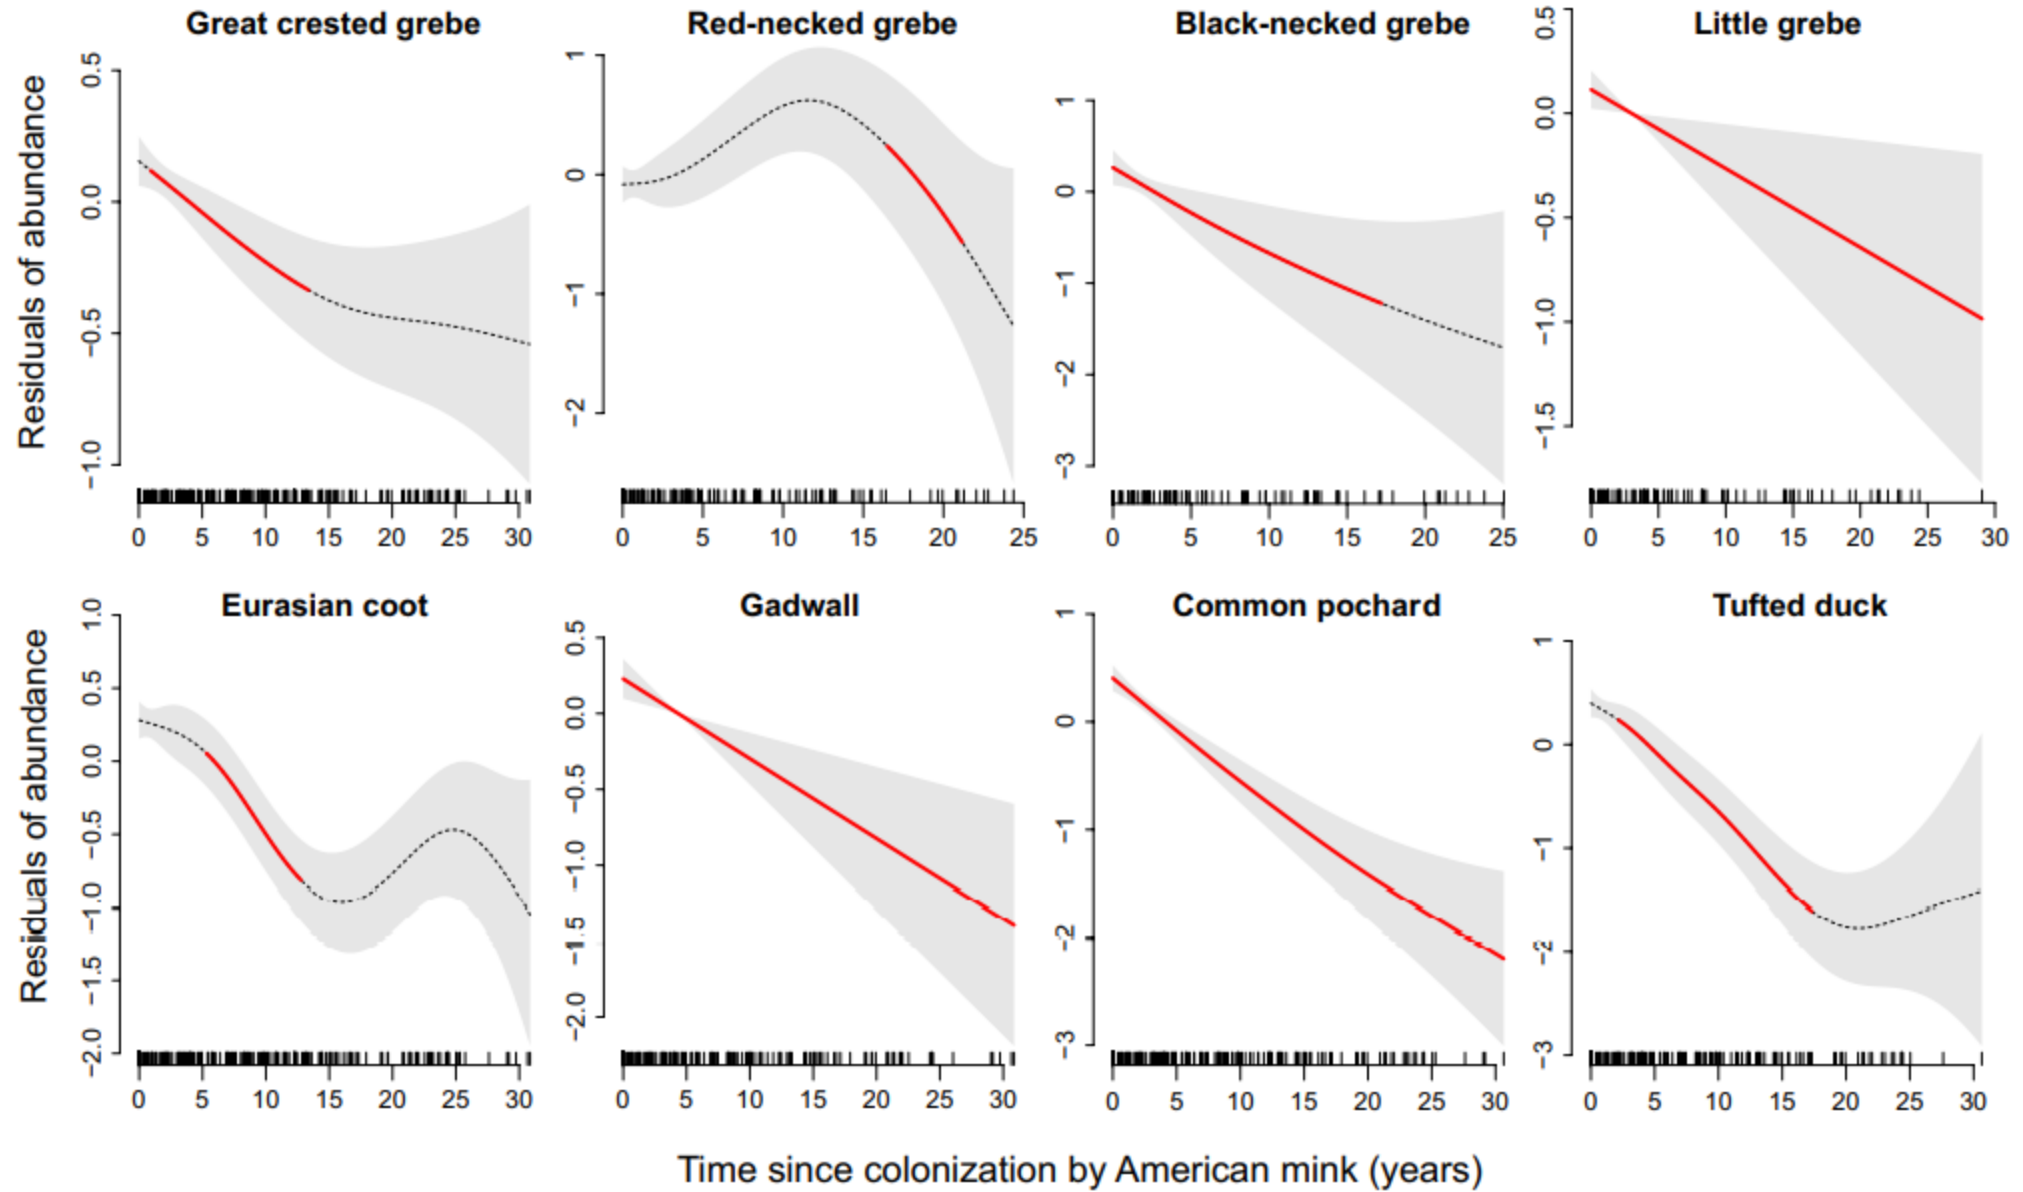 Great crested grebe
Red-necked grebe
Black-necked grebe
Little grebe
Residuals of abundance
0.5
0.0
−0.5
−1.0
0 5 10 15 20 25 30
1
0
−1
−2
0 5 10 15 20 25
1
0
−1
−2
−3
0 5 10 15 20 25
0.5
0.0
−0.5
−1.0
−1.5
0 5 10 15 20 25 30
Eurasian coot
Gadwall
Common pochard
Tufted duck
Residuals of abundance
1.0
0.5
0.0
−0.5
−1.0
−1.5
−2.0
0 5 10 15 20 25 30
0.5
0.0
−0.5
−1.0
−1.5
−2.0
0 5 10 15 20 25 30
1
0
−1
−2
−3
0 5 10 15 20 25 30
1
0
−1
−2
−3
0 5 10 15 20 25 30
Time since colonization by American mink (years)